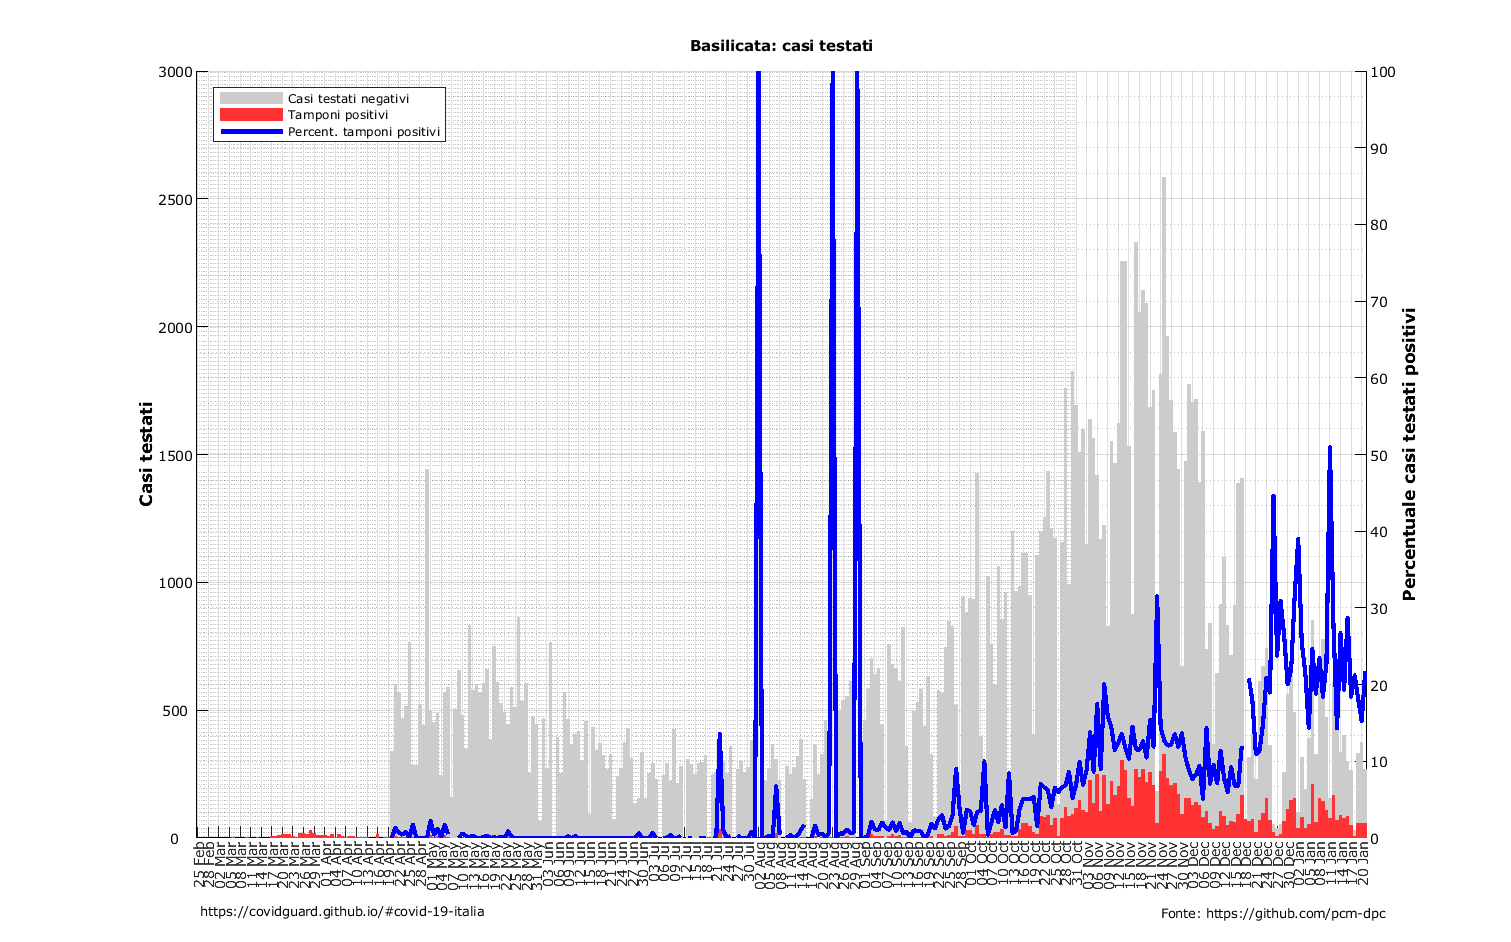 Basilicata: casi testati
Casi testati negativi
Tamponi positivi
Percent. tamponi positivi
3000
2500
2000
1500
1000
500
0
100
90
80
70
60
50
40
30
20
10
0
Casi testati
Percentuale casi testati positivi
25 Feb
28 Feb
02 Mar
05 Mar
08 Mar
11 Mar
14 Mar
17 Mar
20 Mar
23 Mar
26 Mar
29 Mar
01 Apr
04 Apr
07 Apr
10 Apr
13 Apr
16 Apr
19 Apr
22 Apr
25 Apr
28 Apr
01 May
04 May
07 May
10 May
13 May
16 May
19 May
22 May
25 May
28 May
31 May
03 Jun
06 Jun
09 Jun
12 Jun
15 Jun
18 Jun
21 Jun
24 Jun
27 Jun
30 Jun
03 Jul
06 Jul
09 Jul
12 Jul
15 Jul
18 Jul
21 Jul
24 Jul
27 Jul
30 Jul
02 Aug
05 Aug
08 Aug
11 Aug
14 Aug
17 Aug
20 Aug
23 Aug
26 Aug
29 Aug
01 Sep
04 Sep
07 Sep
10 Sep
13 Sep
16 Sep
19 Sep
22 Sep
25 Sep
28 Sep
01 Oct
04 Oct
07 Oct
10 Oct
13 Oct
16 Oct
19 Oct
22 Oct
25 Oct
28 Oct
31 Oct
03 Nov
06 Nov
09 Nov
12 Nov
15 Nov
18 Nov
21 Nov
24 Nov
27 Nov
30 Nov
03 Dec
06 Dec
09 Dec
12 Dec
15 Dec
18 Dec
21 Dec
24 Dec
27 Dec
30 Dec
02 Jan
05 Jan
08 Jan
11 Jan
14 Jan
17 Jan
20 Jan
https://covidguard.github.io/#covid-19-italia
Fonte: https://github.com/pcm-dpc